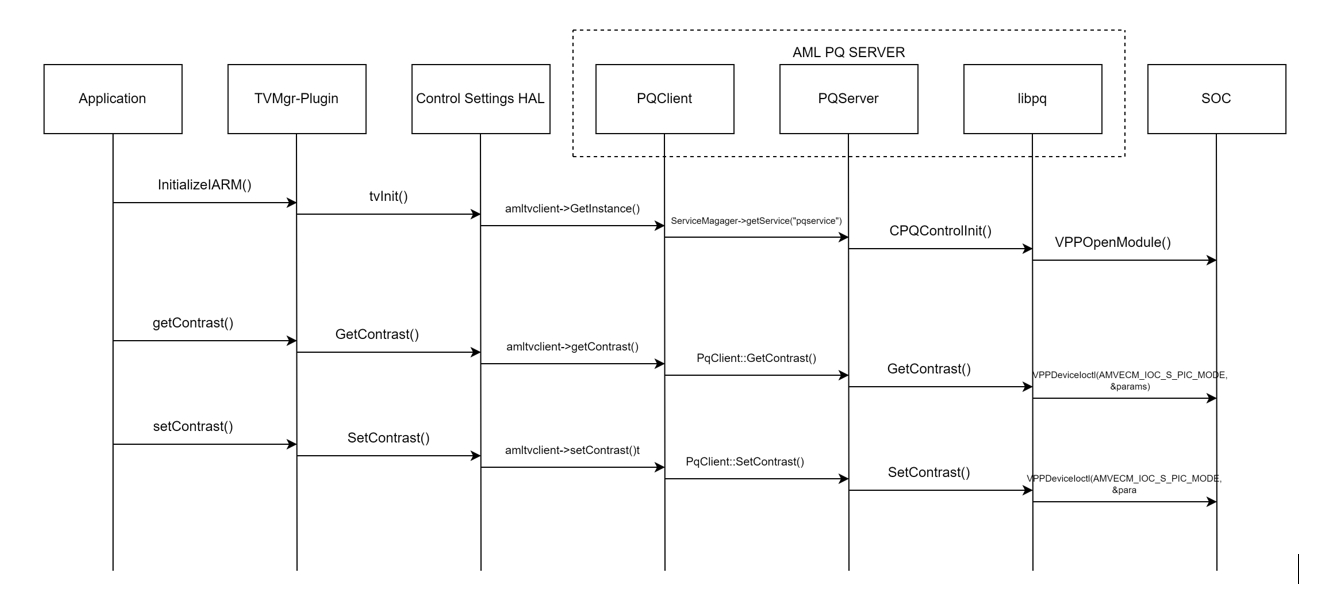 AML PQ SERVER
Application
TVMgr-Plugin
Control Settings HAL
PQClient
PQServer
libpq
SOC
InitializeIARM()
tvInit()
amltvclient->GetInstance()
ServiceMagager->getService("pqservice")
CPQControlInit()
VPPOpenModule()
getContrast()
GetContrast()
amltvclient->getContrast()
PqClient::GetContrast()
GetContrast()
VPPDeviceIoctl(AMVECM_IOC_S_PIC_MODE,
&params)
setContrast()
SetContrast()
amltvclient->setContrast()t
PqClient::SetContrast()
SetContrast()
VPPDeviceIoctl(AMVECM_IOC_S_PIC_MODE,
&para